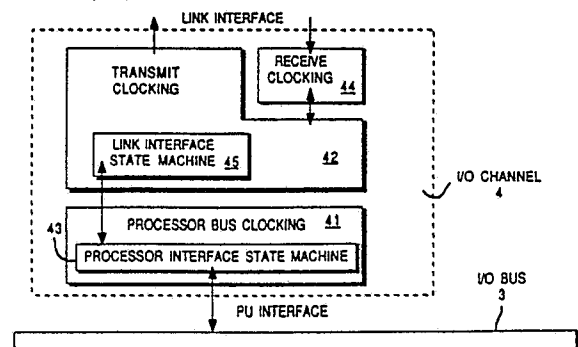 LINK INTERFACE
TRANSMIT
CLOCKING
RECEIVE
CLOCKING
44
LINK INTERFACE
STATE MACHINE 45
42
I/O CHANNEL
4
PROCESSOR BUS CLOCKING 41
43
PROCESSOR INTERFACE STATE MACHINE
I/O BUS
3
PU INTERFACE